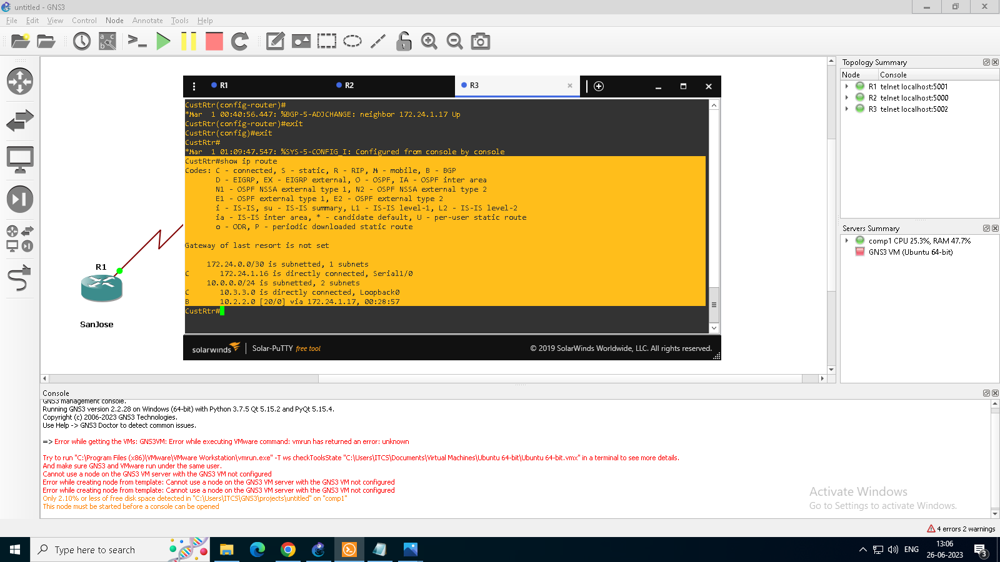 untitled - GNS3
File Edit View Control Node Annotate Tools Help
R1 R2 R3
CustRtr(config-router)#
*Mar  1 00:40:56.447: %BGP-5-ADJCHANGE: neighbor 172.24.1.17 Up
CustRtr(config-router)#exit
CustRtr(config)#exit
CustRtr#
*Mar  1 01:09:47.547: %SYS-5-CONFIG_I: Configured from console by console
CustRtr#show ip route
Codes: C - connected, S - static, R - RIP, M - mobile, B - BGP
D - EIGRP, EX - EIGRP external, O - OSPF, IA - OSPF inter area
N1 - OSPF NSSA external type 1, N2 - OSPF NSSA external type 2
E1 - OSPF external type 1, E2 - OSPF external type 2
i - IS-IS, su - IS-IS summary, L1 - IS-IS level-1, L2 - IS-IS level-2
ia - IS-IS inter area, * - candidate default, U - per-user static route
o - ODR, P - periodic downloaded static route
Gateway of last resort is not set
172.24.0.0/30 is subnetted, 1 subnets
C 172.24.1.16 is directly connected, Serial1/0
10.0.0.0/24 is subnetted, 2 subnets
C 10.3.3.0 is directly connected, Loopback0
B 10.2.2.0 [20/0] via 172.24.1.17, 00:28:57
CustRtr#
solarwinds Solar-PuTTY free tool © 2019 SolarWinds Worldwide, LLC. All rights reserved.
R1
SanJose
Topology Summary
Node Console
R1 telnet localhost:5001
R2 telnet localhost:5000
R3 telnet localhost:5002
Servers Summary
comp1 CPU 25.3%, RAM 47.7%
GNS3 VM (Ubuntu 64-bit)
Console
GNS3 management console.
Running GNS3 version 2.2.28 on Windows (64-bit) with Python 3.7.5 Qt 5.15.2 and PyQt 5.15.4.
Copyright (c) 2006-2023 GNS3 Technologies.
Use Help -> GNS3 Doctor to detect common issues.
=> Error while getting the VMs: GNS3VM: Error while executing VMware command: vmrun has returned an error: unknown
Try to run "C:\Program Files (x86)\VMware\VMware Workstation\vmrun.exe" -T ws checkToolsState "C:\Users\ITCS\Documents\Virtual Machines\Ubuntu 64-bit\Ubuntu 64-bit.vmx" in a terminal to see more details.
And make sure GNS3 and VMware run under the same user.
Cannot use a node on the GNS3 VM server with the GNS3 VM not configured
Error while creating node from template: Cannot use a node on the GNS3 VM server with the GNS3 VM not configured
Error while creating node from template: Cannot use a node on the GNS3 VM server with the GNS3 VM not configured
Only 2.10% or less of free disk space detected in "C:\Users\ITCS\GNS3\projects\untitled" on "comp1"
This node must be started before a console can be opened
Activate Windows
Go to Settings to activate Windows.
4 errors 2 warnings
Type here to search
ENG
13:06
26-06-2023
3